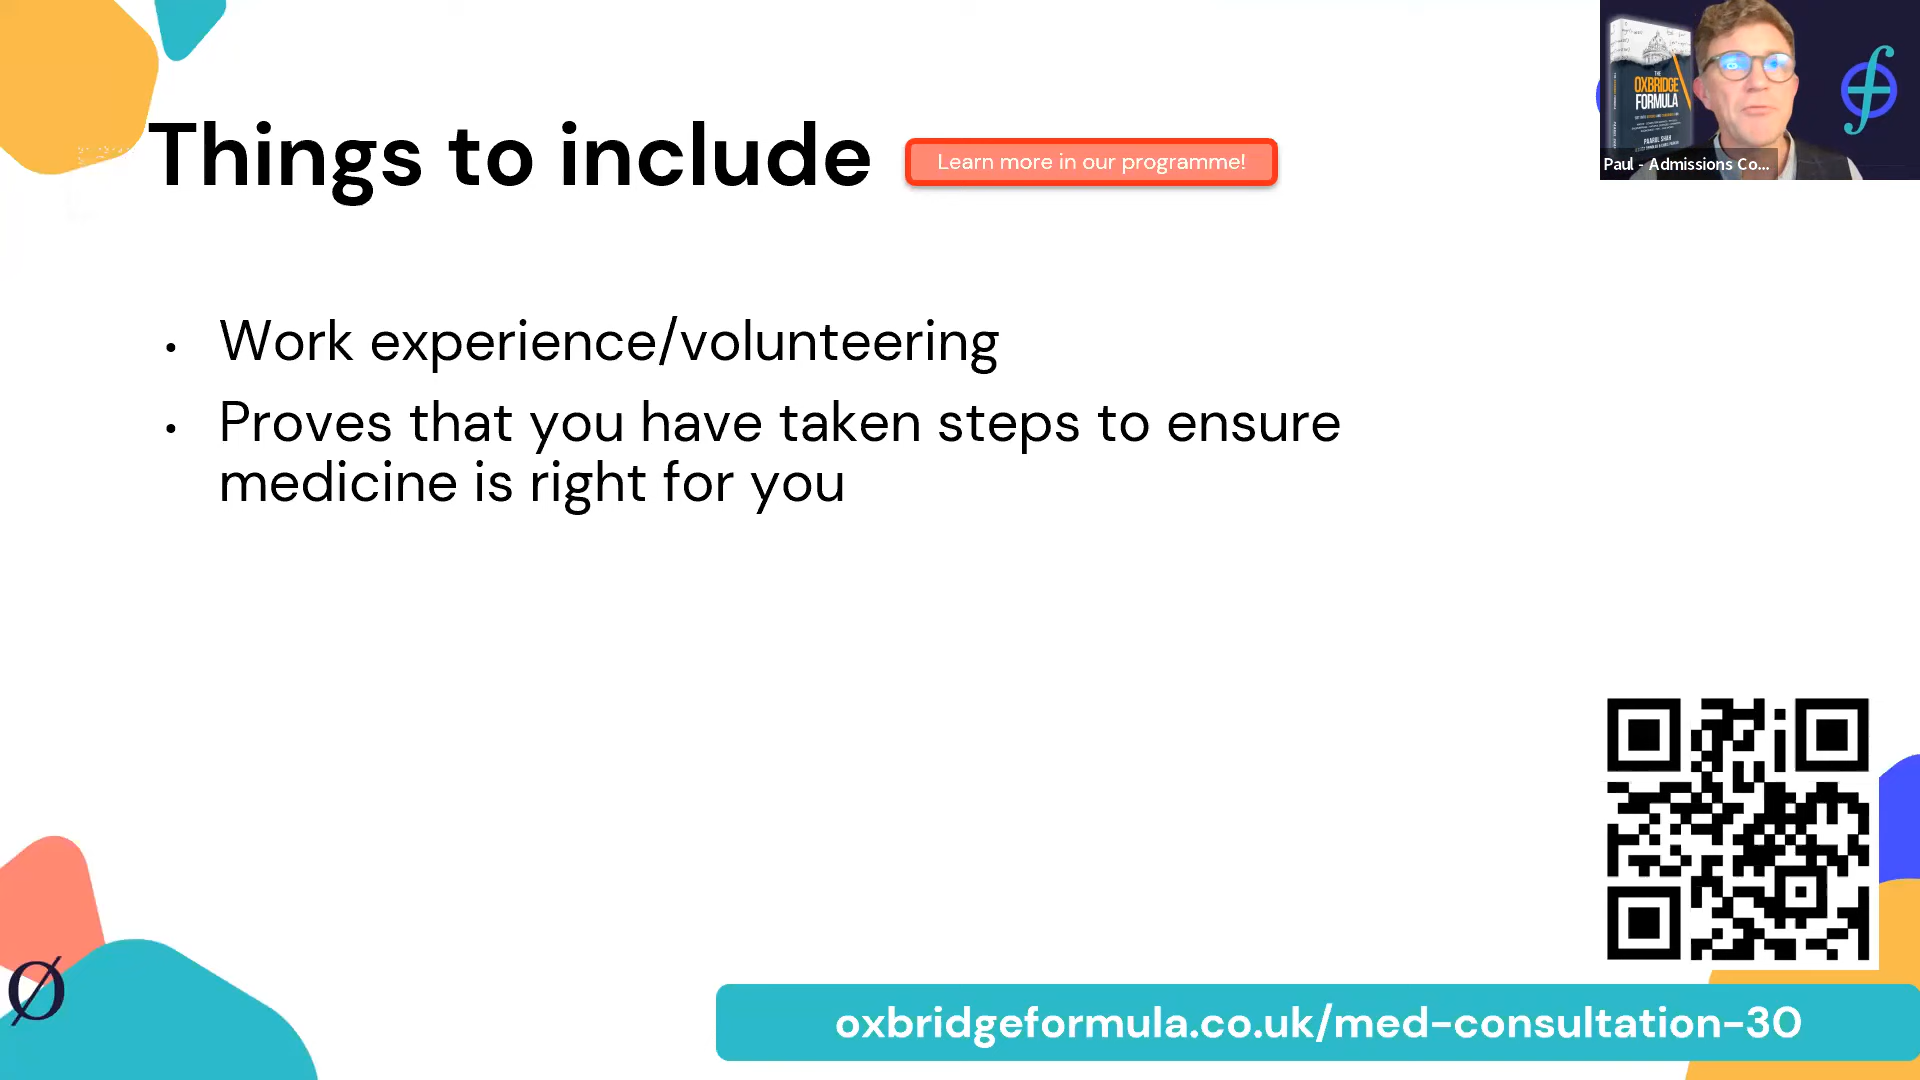 Things to include
Learn more in our programme!
THE
OXBRIDGE
FORMULA
Paul - Admissions Co...
• Work experience/volunteering
• Proves that you have taken steps to ensure
medicine is right for you
oxbridgeformula.co.uk/med-consultation-30